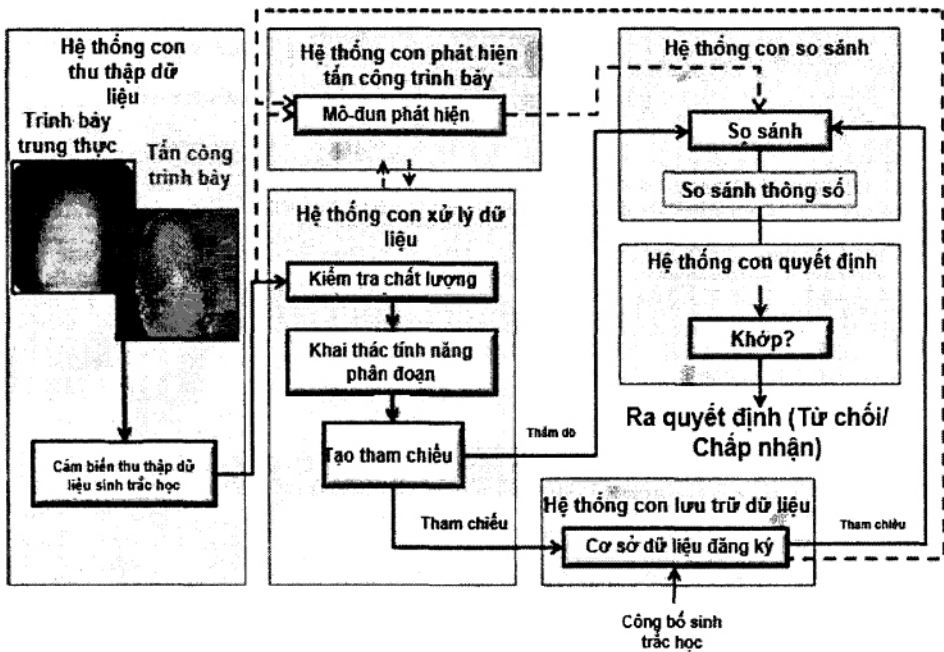 Hệ thống con
thu thập dữ
liệu
Trình bày
trung thực
Tấn công
trình bày
Cảm biến thu thập dữ
liệu sinh trắc học
Hệ thống con phát hiện
tấn công trình bày
Mô-đun phát hiện
Hệ thống con xử lý dữ
liệu
Kiểm tra chất lượng
Khai thác tính năng
phân đoạn
Tạo tham chiếu
Thăm dò
Tham chiếu
Hệ thống con so sánh
So sánh
So sánh thông số
Hệ thống con quyết định
Khớp?
Ra quyết định (Từ chối/
Chấp nhận)
Hệ thống con lưu trữ dữ liệu
Cơ sở dữ liệu đăng ký
Tham chiếu
Công bố sinh
trắc học